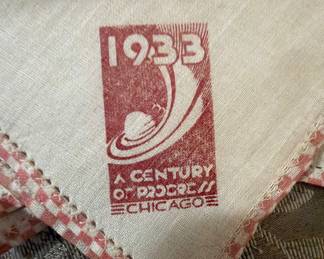 1933
A CENTURY
OF PROGRESS
CHICAGO